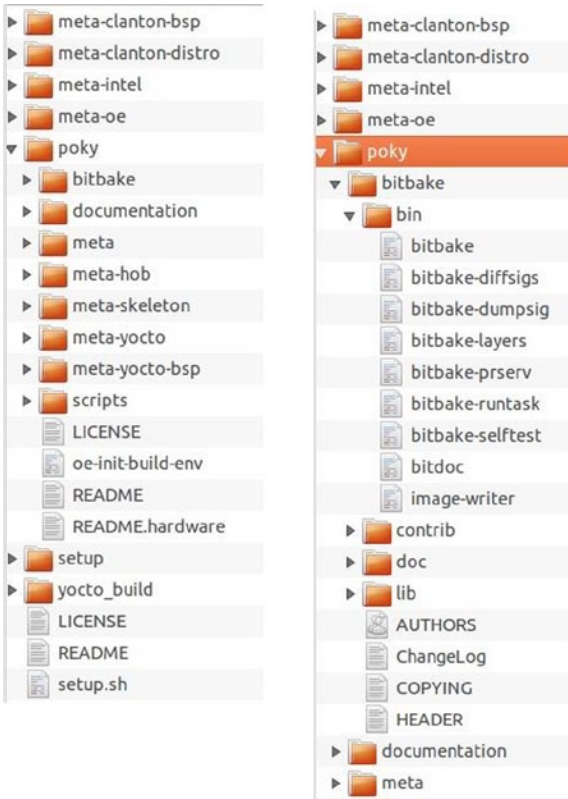 meta-clanton-bsp
meta-clanton-distro
meta-intel
meta-oe
poky
bitbake
documentation
meta
meta-hob
meta-skeleton
meta-yocto
meta-yocto-bsp
scripts
LICENSE
oe-init-build-env
README
README.hardware
setup
yocto_build
LICENSE
README
setup.sh
meta-clanton-bsp
meta-clanton-distro
meta-intel
meta-oe
poky
bitbake
bin
bitbake
bitbake-diffsigs
bitbake-dumpsig
bitbake-layers
bitbake-prserv
bitbake-runtask
bitbake-selftest
bitdoc
image-writer
contrib
doc
lib
AUTHORS
ChangeLog
COPYING
HEADER
documentation
meta